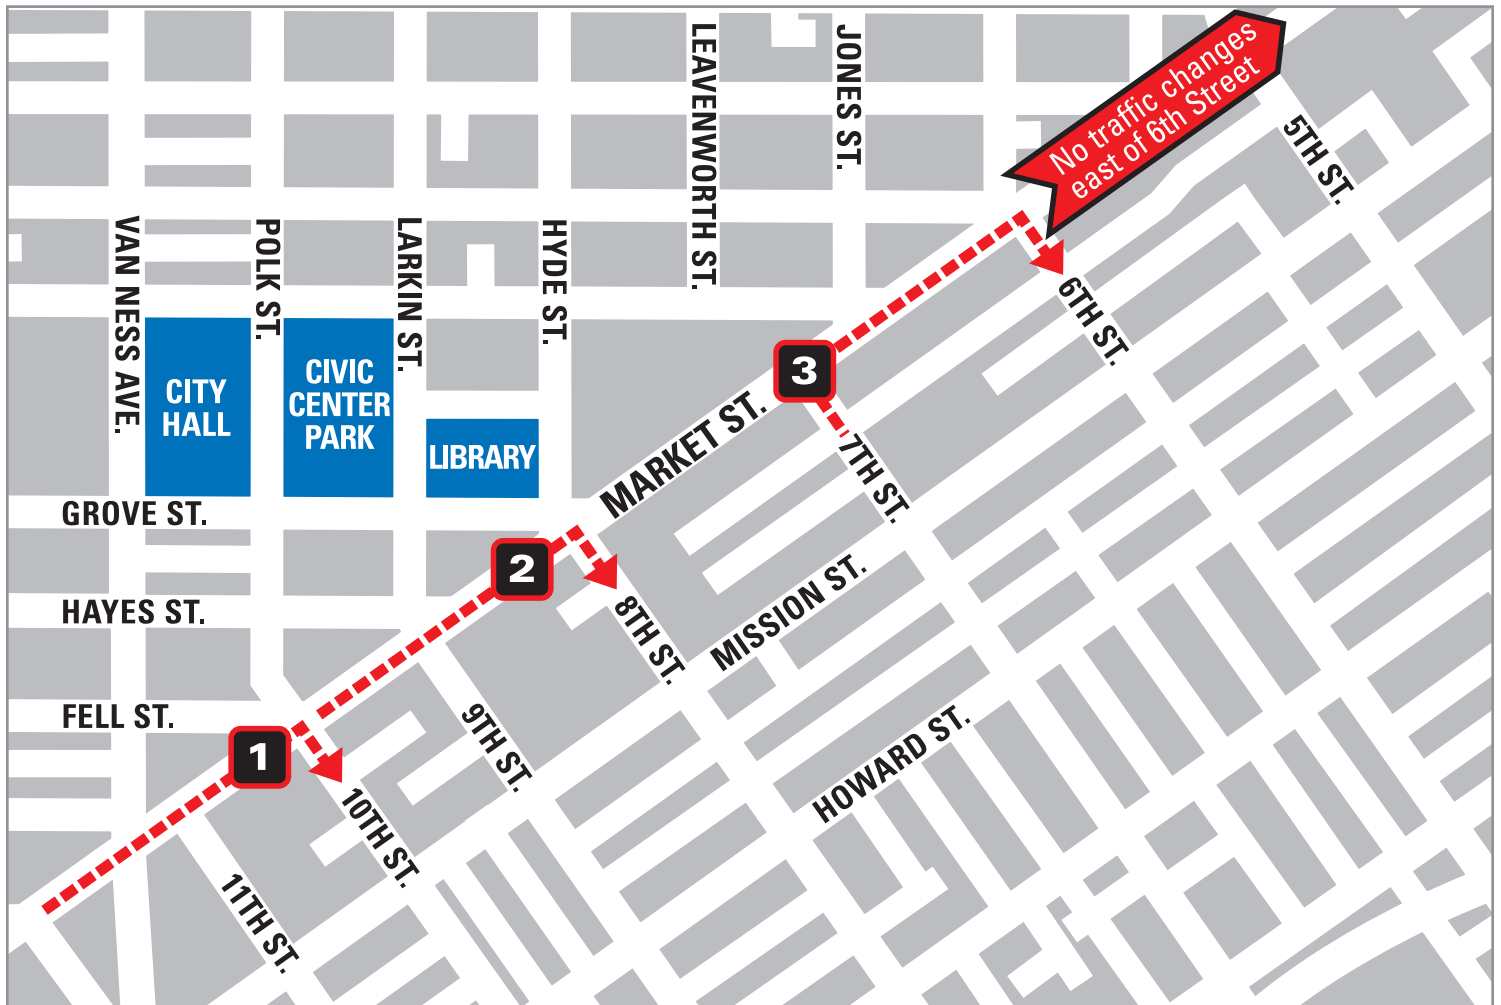 LEAVENWORTH ST.
JONES ST.
No traffic changes
east of 6th Street
5TH ST.
VAN NESS AVE.
POLK ST.
LARKIN ST.
HYDE ST.
6TH ST.
CITY
HALL
CIVIC
CENTER
PARK
LIBRARY
3
MARKET ST.
7TH ST.
GROVE ST.
2
MISSION ST.
HAYES ST.
8TH ST.
FELL ST.
1
9TH ST.
HOWARD ST.
10TH ST.
11TH ST.